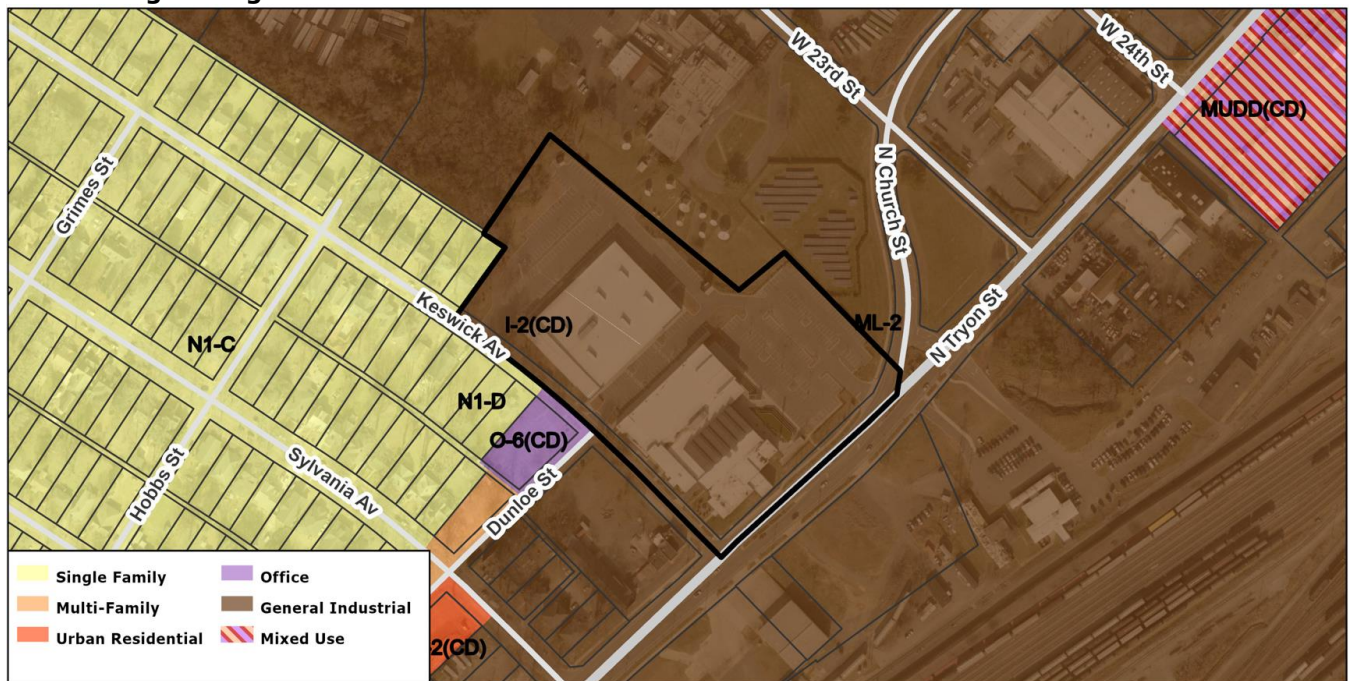 W 23rd St
W 24th St
MUDD(CD)
Grimes St
N Church St
Keswick Av
I-2(CD)
ML-2
N Tryon St
N1-C
N1-D
O-6(CD)
Hobbs St
Sylvania Av
Dunloe St
Single Family
Office
Multi-Family
General Industrial
Urban Residential
Mixed Use
2(CD)